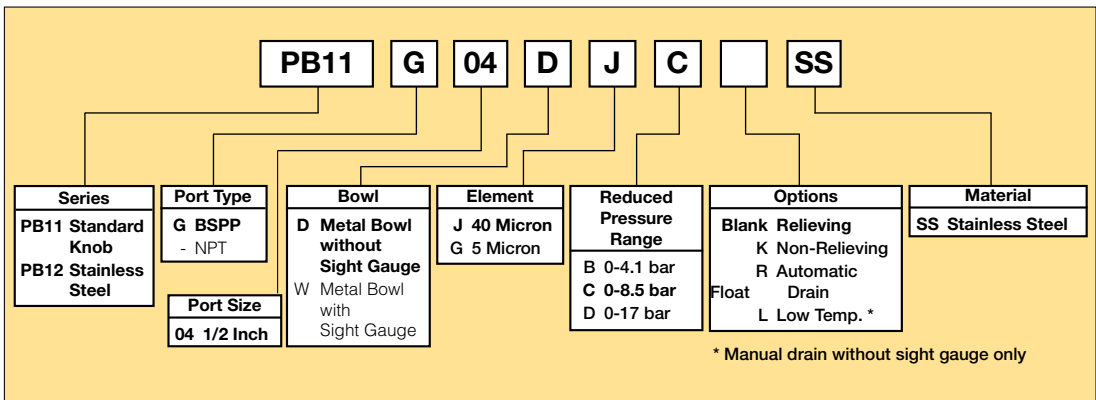 PB11 G 04 D J C SS
Series
PB11 Standard
Knob
PB12 Stainless
Steel
Port Type
G BSPP
- NPT
Port Size
04 1/2 Inch
Bowl
D Metal Bowl
without
Sight Gauge
W Metal Bowl
with
Sight Gauge
Element
J 40 Micron
G 5 Micron
Reduced
Pressure
Range
B 0-4.1 bar
C 0-8.5 bar
D 0-17 bar
Options
Blank Relieving
K Non-Relieving
R Automatic
Float Drain
L Low Temp. *
Material
SS Stainless Steel
* Manual drain without sight gauge only